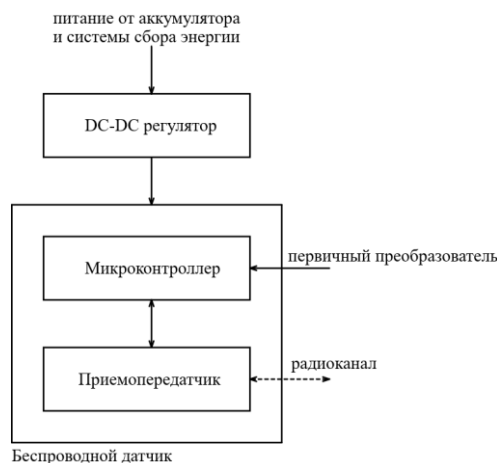 питание от аккумулятора
и системы сбора энергии
DC-DC регулятор
Микроконтроллер
первичный преобразователь
Приемопередатчик
радиоканал
Беспроводной датчик